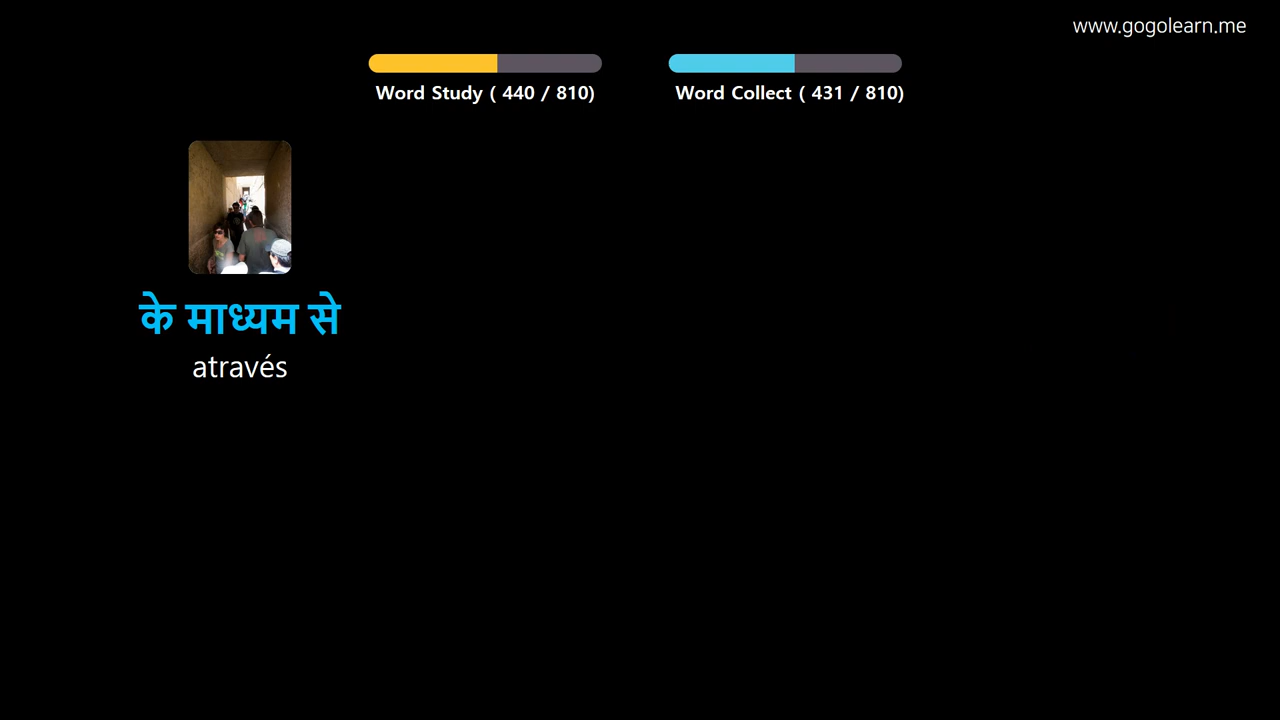 www.gogolearn.me
Word Study ( 440 / 810)
Word Collect ( 431 / 810)
के माध्यम से
através